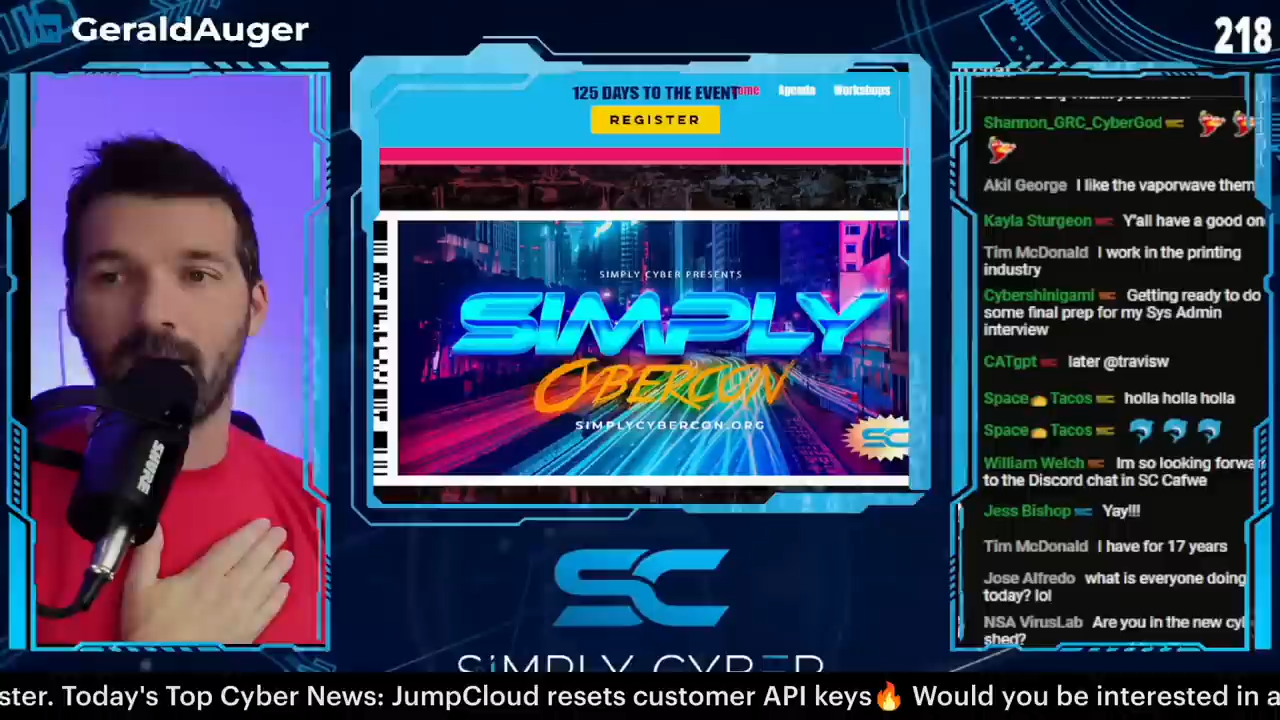 GeraldAuger
218
125 DAYS TO THE EVENT
Agenda
Workshops
REGISTER
SIMPLY CYBER PRESENTS
SIMPLY
CYBERCON
SIMPLYCYBERCON.ORG
SC
SHURE
SC
SIMPLY CYBER
Shannon_GRC_CyberGod
Akil George I like the vaporwave them
Kayla Sturgeon Y'all have a good on
Tim McDonald I work in the printing
industry
Cybershinigami Getting ready to do
some final prep for my Sys Admin
interview
CATgpt later @travisw
Space🌮Tacos holla holla holla
Space🌮Tacos
William Welch Im so looking forwa
to the Discord chat in SC Cafwe
Jess Bishop Yay!!!
Tim McDonald I have for 17 years
Jose Alfredo what is everyone doing
today? lol
NSA VirusLab Are you in the new cy
shed?
ster. Today's Top Cyber News: JumpCloud resets customer API keys🔥 Would you be interested in a